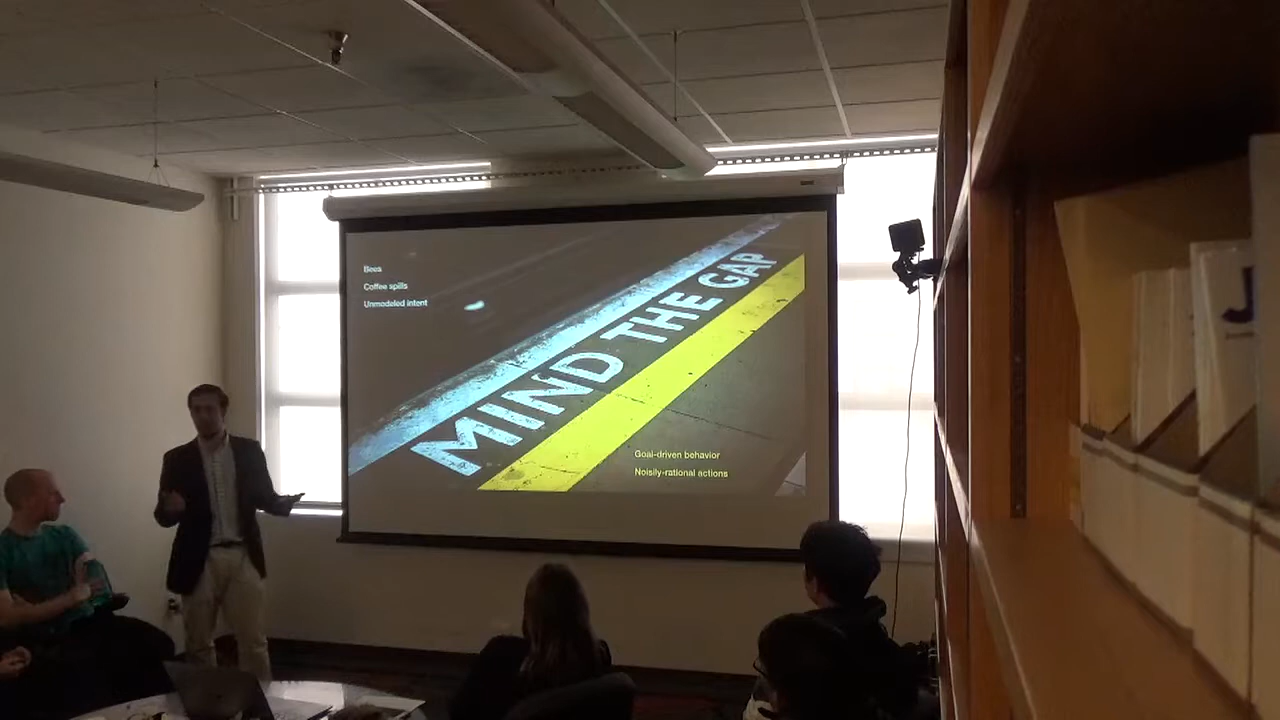 Bees
Coffee spills
Unmodeled intent
MIND THE GAP
Goal-driven behavior
Noisily-rational actions
J